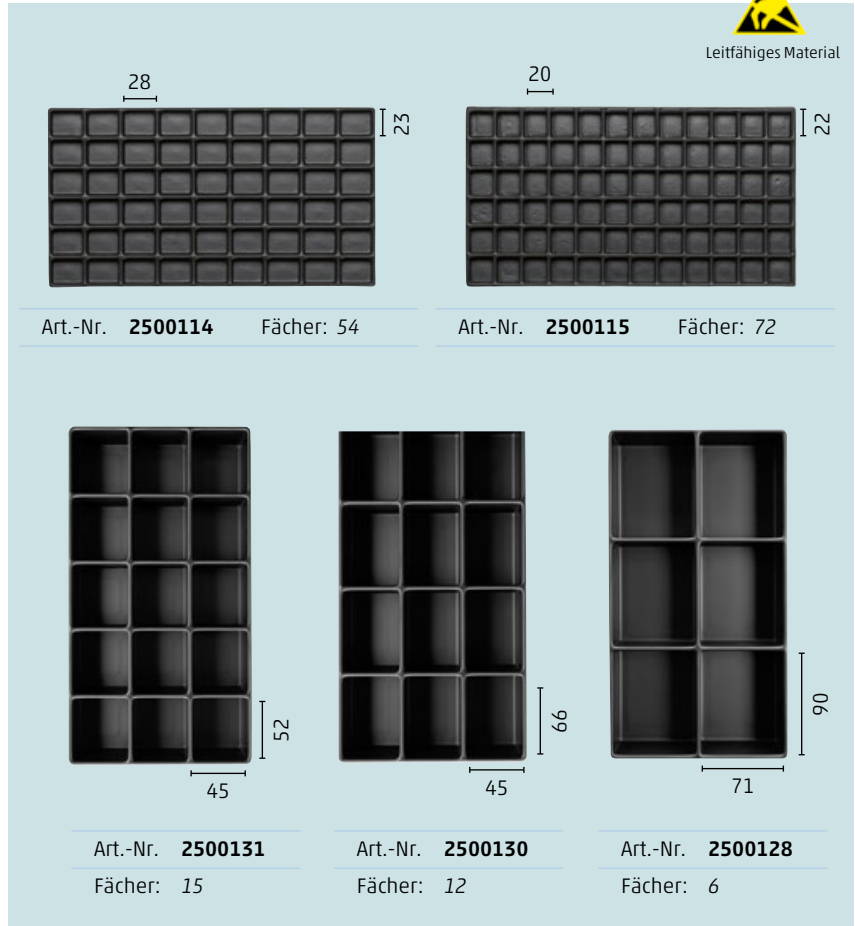 Leitfähiges Material
28
23
20
22
Art.-Nr. 2500114 Fächer: 54
Art.-Nr. 2500115 Fächer: 72
52
45
66
45
90
71
Art.-Nr. 2500131
Fächer: 15
Art.-Nr. 2500130
Fächer: 12
Art.-Nr. 2500128
Fächer: 6